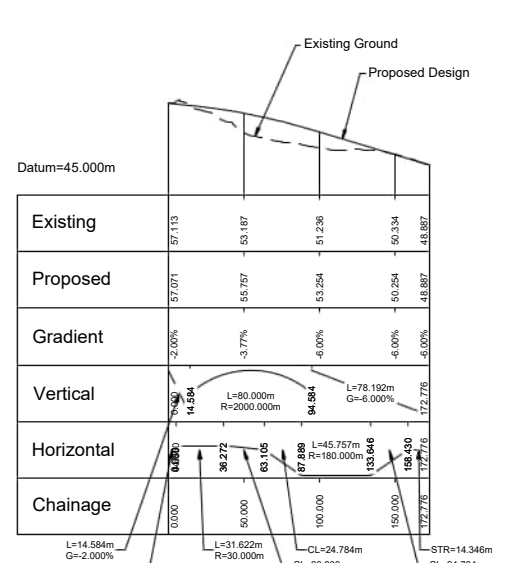 Existing Ground
Proposed Design
Datum=45.000m
Existing
57.113
53.187
51.236
50.334
48.887
Proposed
57.071
55.757
53.254
50.254
48.887
Gradient
-2.00%
-3.77%
-6.00%
-6.00%
-6.00%
Vertical
0.000
14.584
L=80.000m
R=2000.000m
94.584
L=78.192m
G=-6.000%
172.776
Horizontal
36.272
63.105
87.889
L=45.757m
R=180.000m
133.646
158.430
172.776
Chainage
0.000
50.000
100.000
150.000
172.776
L=14.584m
G=-2.000%
L=31.622m
R=30.000m
CL=24.784m
STR=14.346m